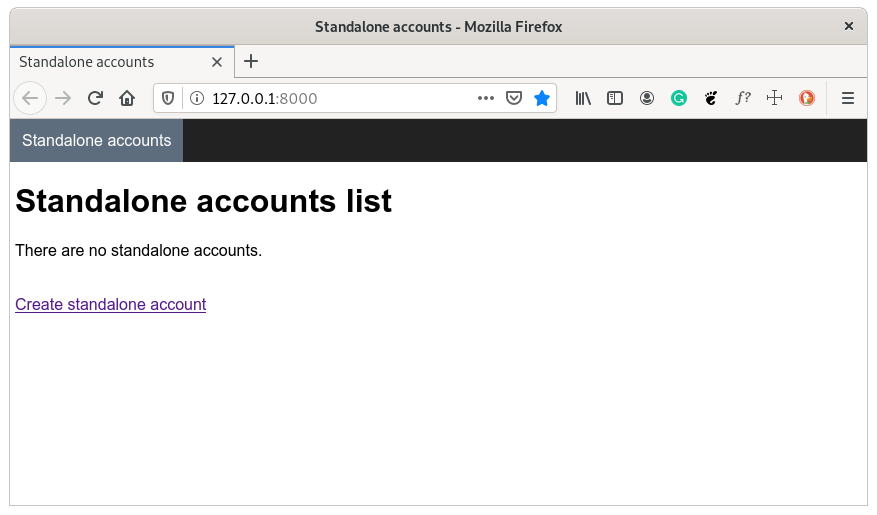 Standalone accounts - Mozilla Firefox
Standalone accounts
127.0.0.1:8000
f?
Standalone accounts
Standalone accounts list
There are no standalone accounts.
Create standalone account